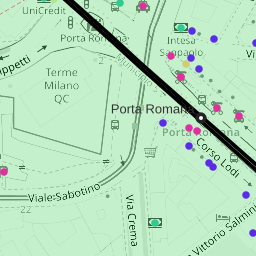 UniCredit
Porta Romana
Intesa
Sanpaolo
Terme
Milano
QC
Porta Romana
Porta Romana
Corso Lodi
Viale Sabotino
22
Via Crema
Vittorio Salmini